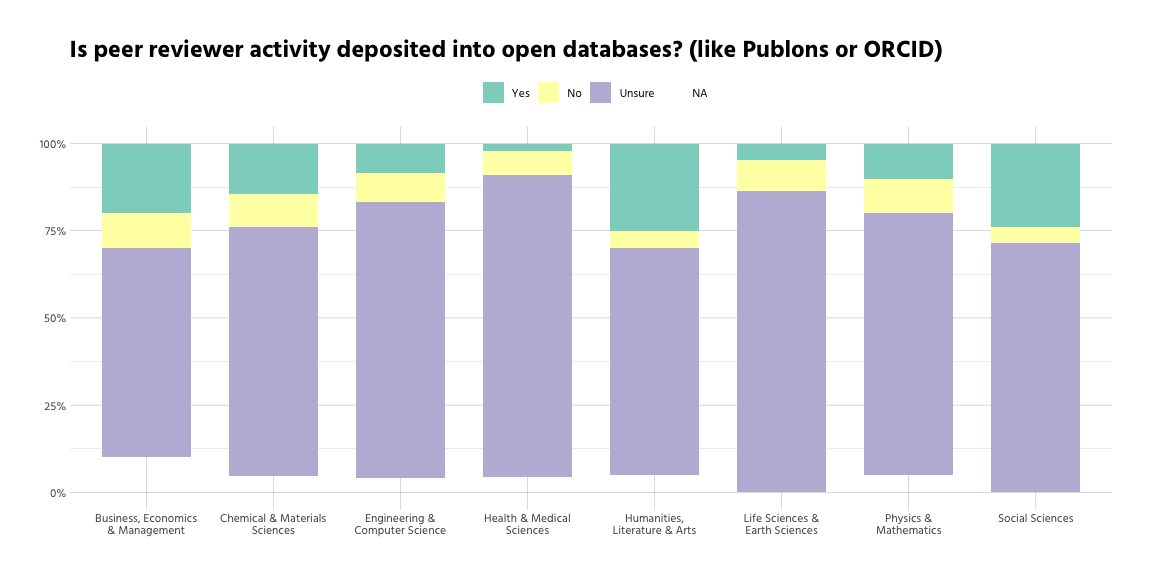 Is peer reviewer activity deposited into open databases? (like Publons or ORCID)
Yes No Unsure NA
100%
75%
50%
25%
0%
Business, Economics
& Management
Chemical & Materials
Sciences
Engineering &
Computer Science
Health & Medical
Sciences
Humanities,
Literature & Arts
Life Sciences &
Earth Sciences
Physics &
Mathematics
Social Sciences